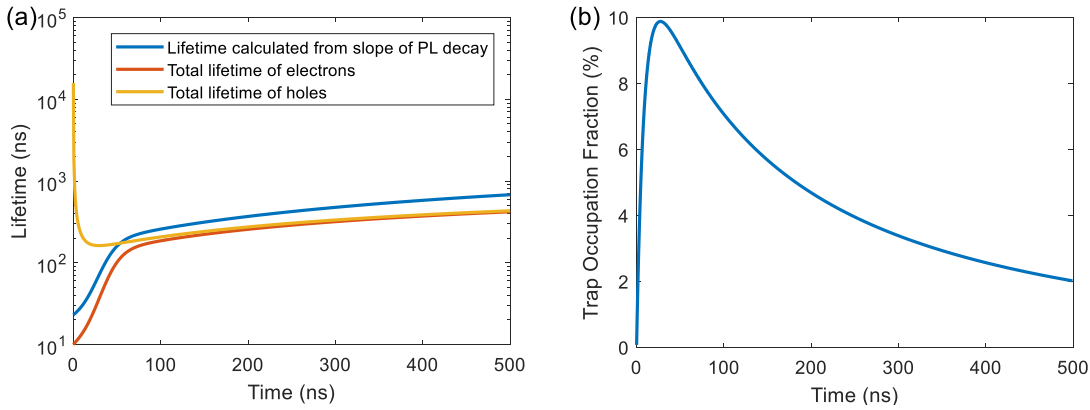 (a)
10^5
10^4
10^3
10^2
10^1
Lifetime (ns)
Lifetime calculated from slope of PL decay
Total lifetime of electrons
Total lifetime of holes
0 100 200 300 400 500
Time (ns)
(b)
10
8
6
4
2
0
Trap Occupation Fraction (%)
0 100 200 300 400 500
Time (ns)